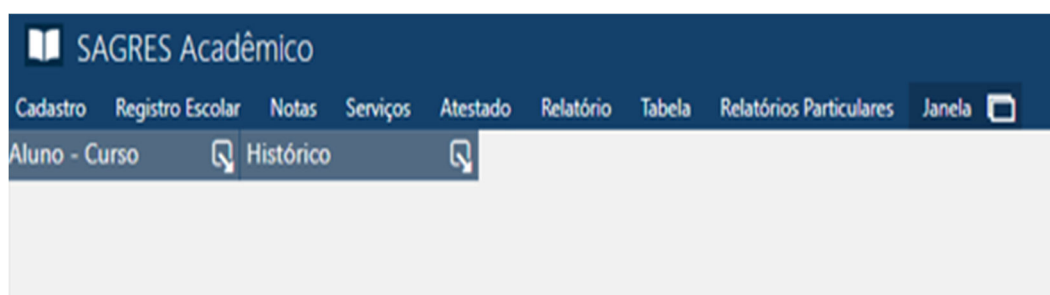 SAGRES Acadêmico
Cadastro Registro Escolar Notas Serviços Atestado Relatório Tabela Relatórios Particulares Janela
Aluno - Curso Histórico